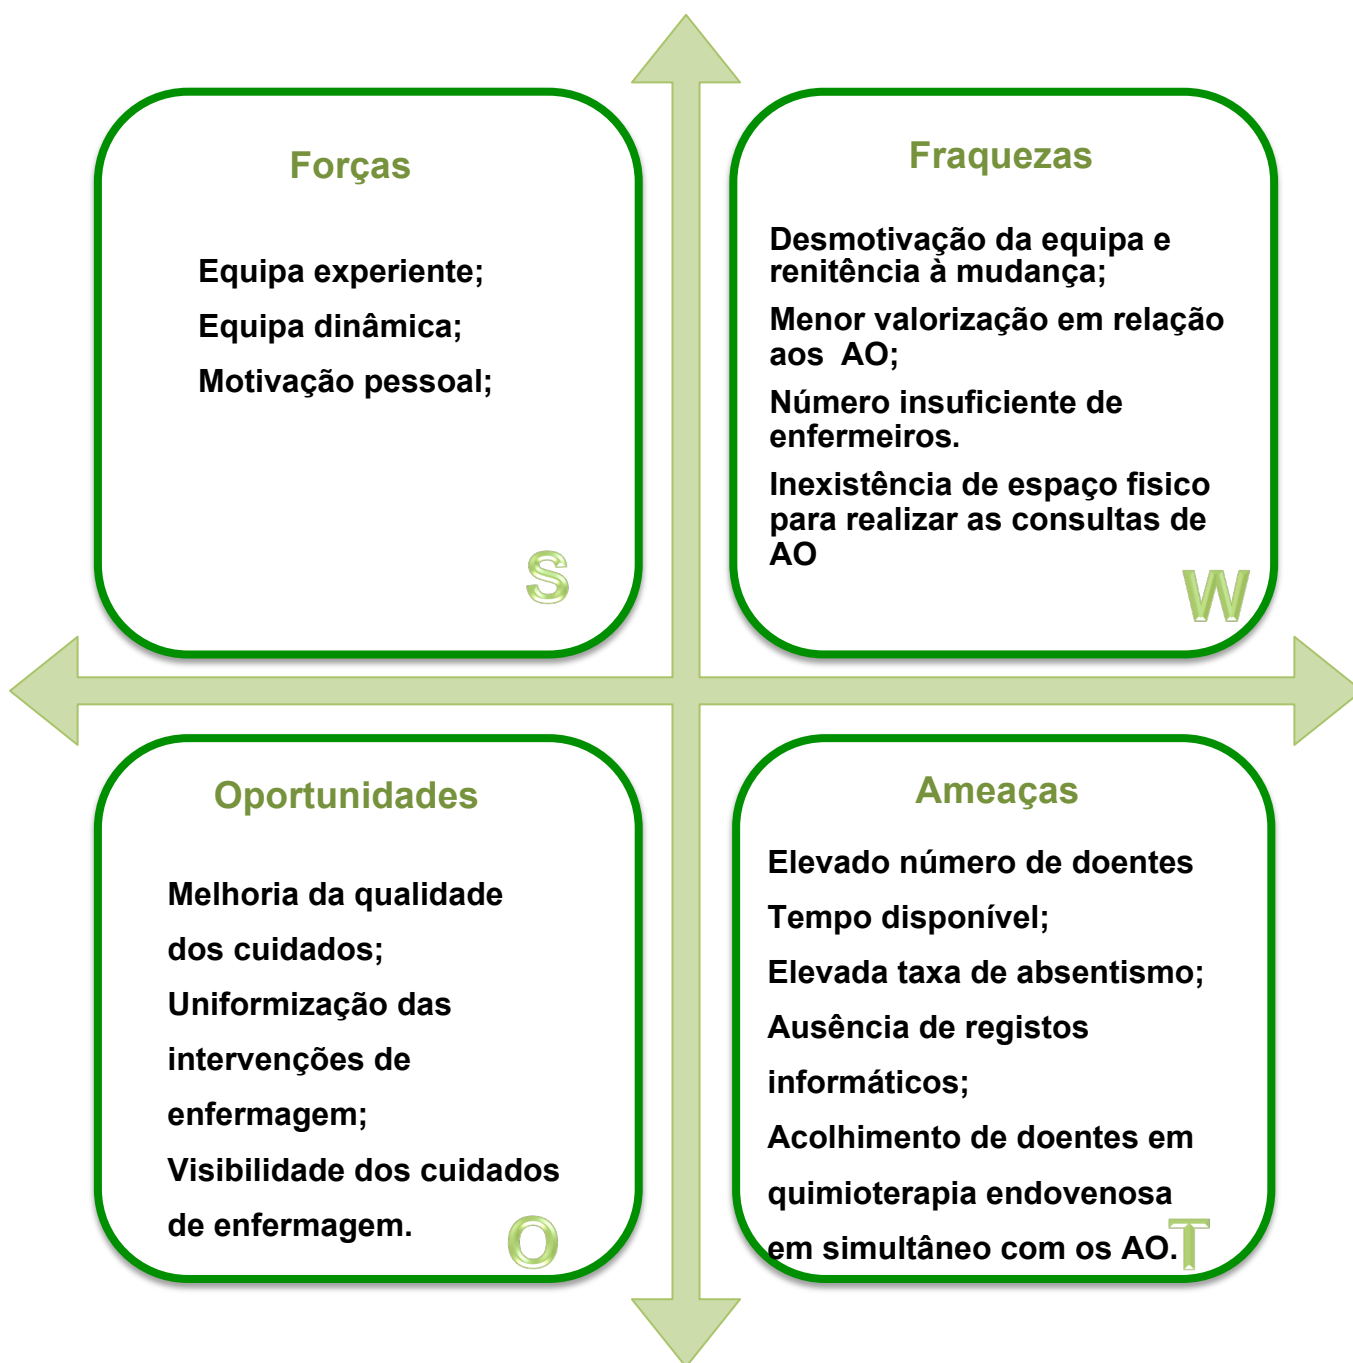 Forças
Equipa experiente;
Equipa dinâmica;
Motivação pessoal;
S
Fraquezas
Desmotivação da equipa e
renitência à mudança;
Menor valorização em relação
aos  AO;
Número insuficiente de
enfermeiros.
Inexistência de espaço fisico
para realizar as consultas de
AO
W
Oportunidades
Melhoria da qualidade
dos cuidados;
Uniformização das
intervenções de
enfermagem;
Visibilidade dos cuidados
de enfermagem.
O
Ameaças
Elevado número de doentes
Tempo disponível;
Elevada taxa de absentismo;
Ausência de registos
informáticos;
Acolhimento de doentes em
quimioterapia endovenosa
em simultâneo com os AO.
T